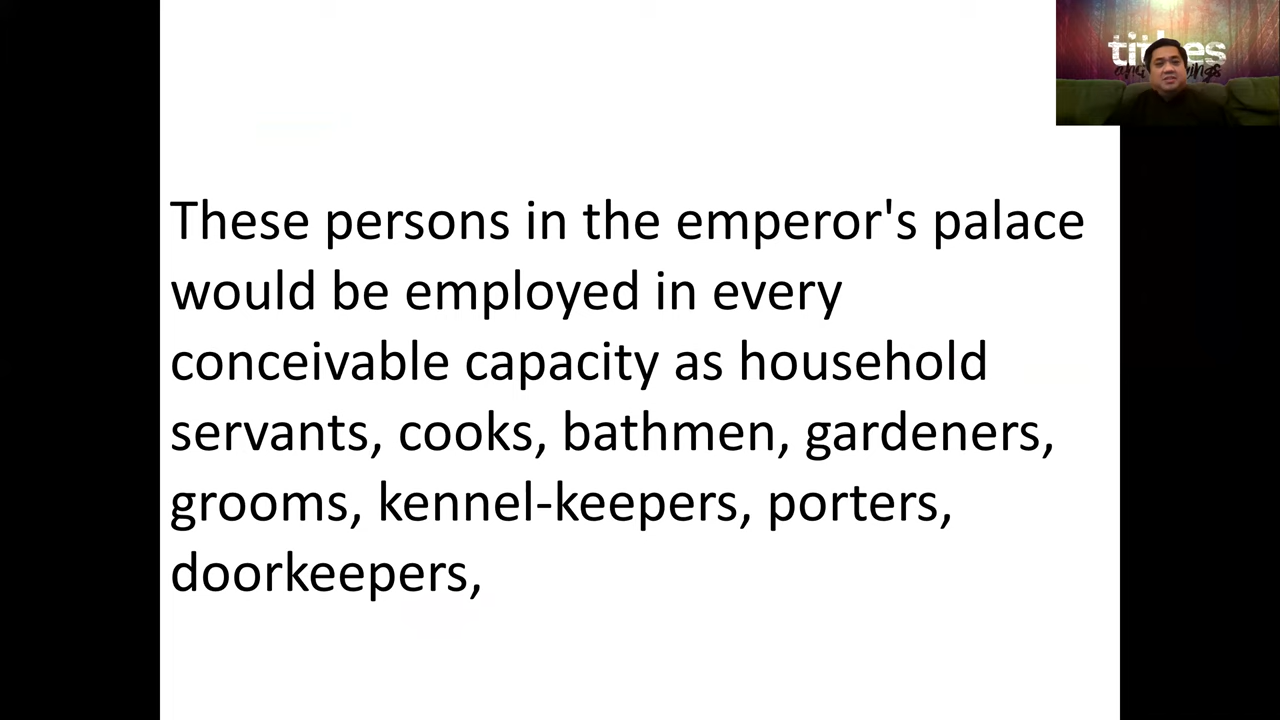 These persons in the emperor's palace
would be employed in every
conceivable capacity as household
servants, cooks, bathmen, gardeners,
grooms, kennel-keepers, porters,
doorkeepers,